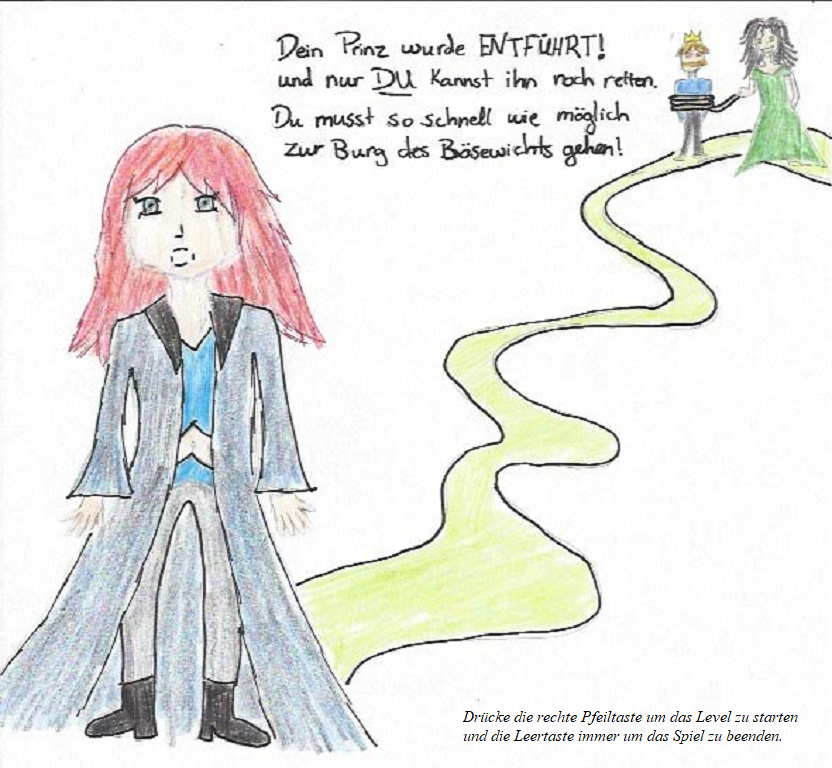 Dein Prinz wurde ENTFÜHRT!
und nur DU kannst ihn noch retten.
Du musst so schnell wie möglich
zur Burg des Bösewichts gehen!
Drücke die rechte Pfeiltaste um das Level zu starten
und die Leertaste immer um das Spiel zu beenden.